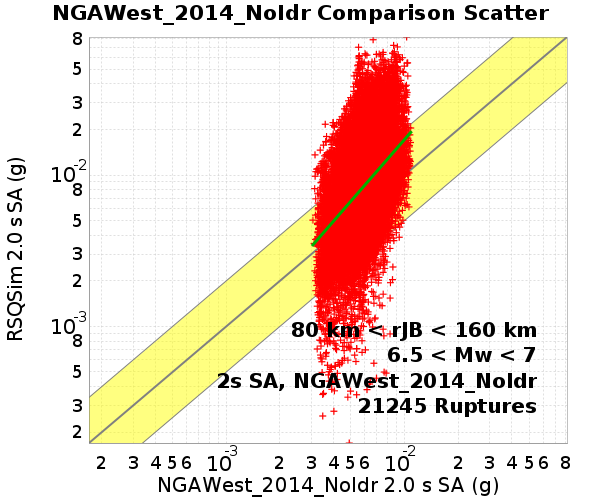 NGAWest_2014_NoIdr Comparison Scatter
8
5
3
2
10-2
8
5
3
2
10-3
8
5
3
2
RSQSim 2.0 s SA (g)
80 km < rJB < 160 km
6.5 < Mw < 7
2s SA, NGAWest_2014_NoIdr
21245 Ruptures
2 3 4 5 6 8 10-3 2 3 4 5 6 8 10-2 2 3 4 5 6 8
NGAWest_2014_NoIdr 2.0 s SA (g)